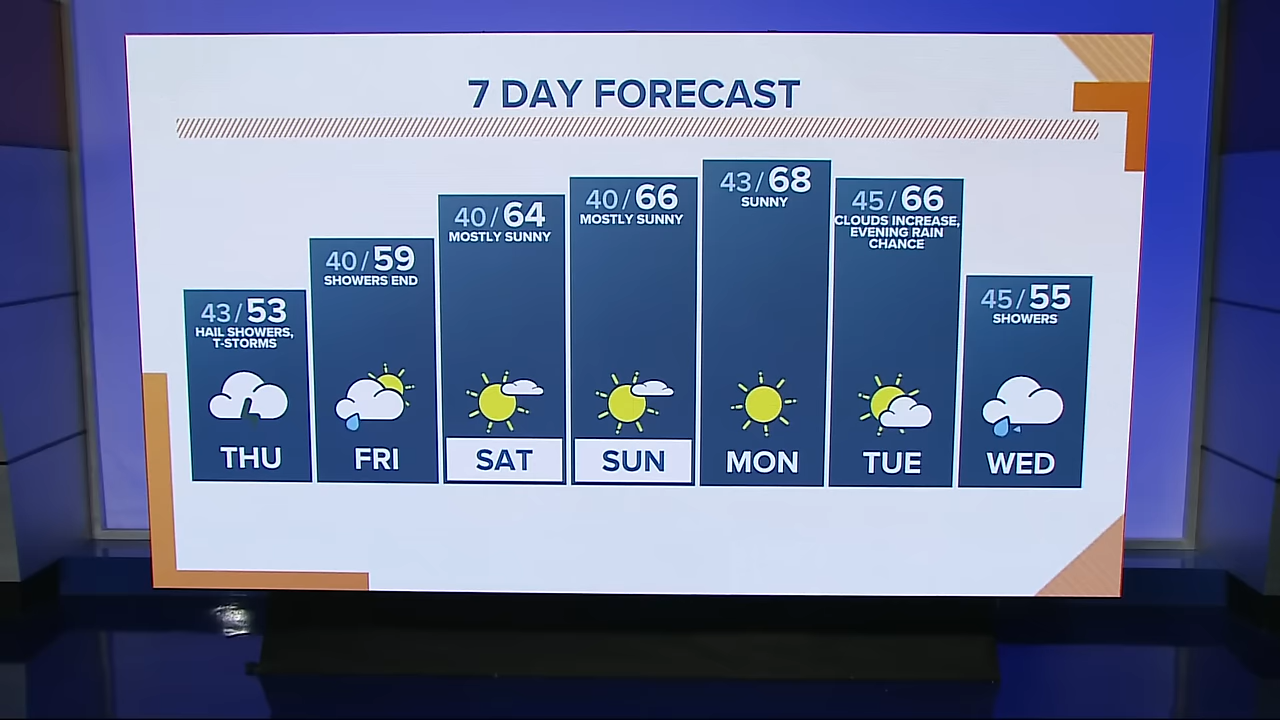 7 DAY FORECAST
43/53
HAIL SHOWERS,
T-STORMS
THU
40/59
SHOWERS END
FRI
40/64
MOSTLY SUNNY
SAT
40/66
MOSTLY SUNNY
SUN
43/68
SUNNY
MON
45/66
CLOUDS INCREASE,
EVENING RAIN
CHANCE
TUE
45/55
SHOWERS
WED